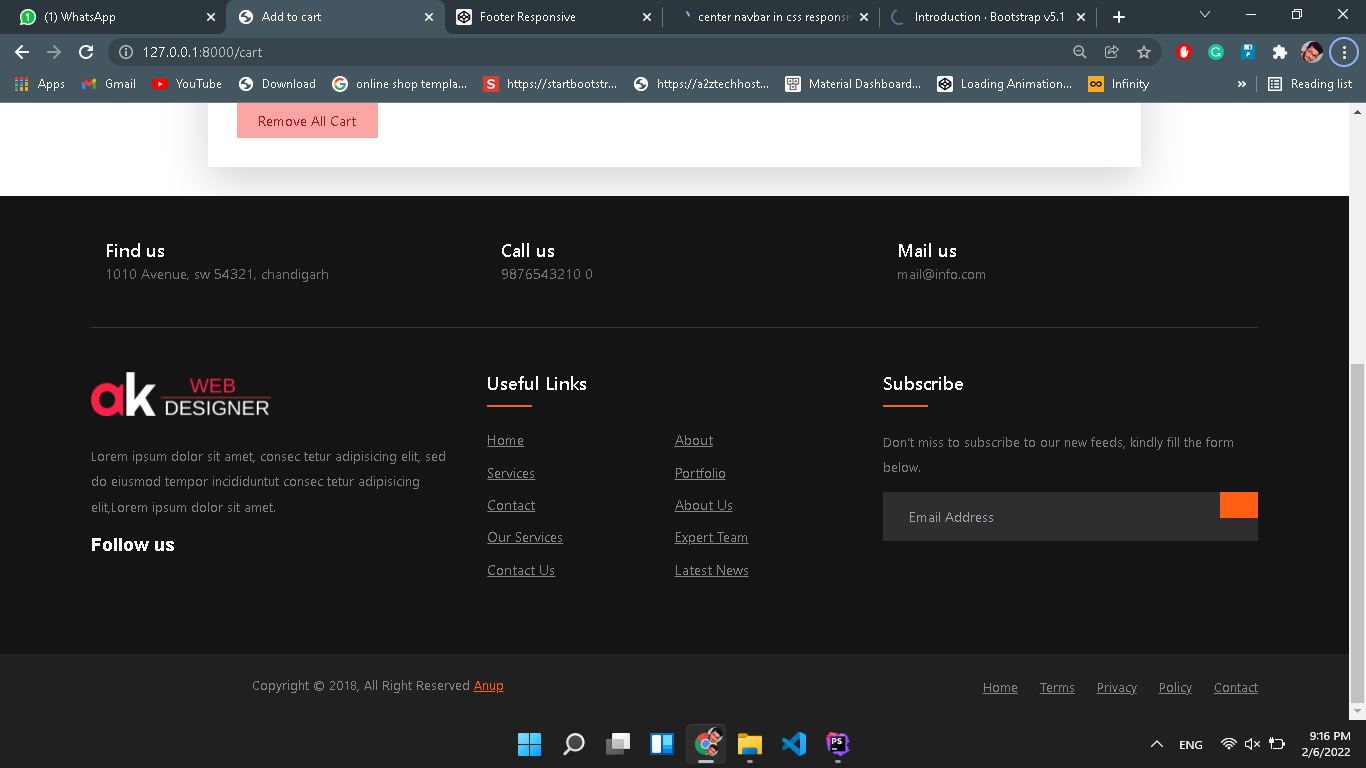 (1) WhatsApp
Add to cart
Footer Responsive
center navbar in css responsi
Introduction · Bootstrap v5.1
127.0.0.1:8000/cart
Apps
Gmail
YouTube
Download
online shop templa...
S
https://startbootstr...
https://a2ztechhost...
Material Dashboard...
Loading Animation...
Infinity
»
Reading list
Remove All Cart
Find us
1010 Avenue, sw 54321, chandigarh
Call us
9876543210 0
Mail us
mail@info.com
ak WEB
DESIGNER
Lorem ipsum dolor sit amet, consec tetur adipisicing elit, sed
do eiusmod tempor incididuntut consec tetur adipisicing
elit,Lorem ipsum dolor sit amet.
Follow us
Useful Links
Home
About
Services
Portfolio
Contact
About Us
Our Services
Expert Team
Contact Us
Latest News
Subscribe
Don't miss to subscribe to our new feeds, kindly fill the form
below.
Email Address
Copyright © 2018, All Right Reserved Anup
Home
Terms
Privacy
Policy
Contact
PS
ENG
9:16 PM
2/6/2022